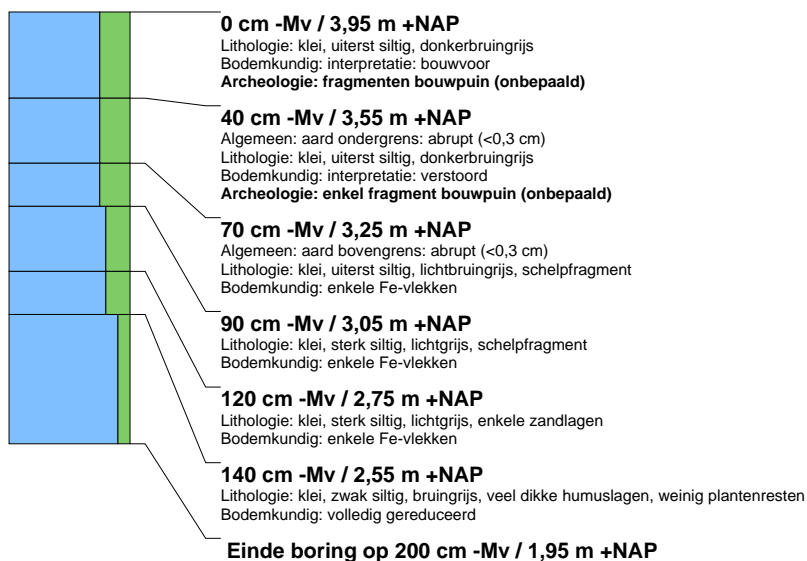 0 cm -Mv / 3,95 m +NAP
Lithologie: klei, uiterst siltig, donkerbruingrijs
Bodemkundig: interpretatie: bouwvoor
Archeologie: fragmenten bouwpuin (onbepaald)
40 cm -Mv / 3,55 m +NAP
Algemeen: aard ondergrens: abrupt (<0,3 cm)
Lithologie: klei, uiterst siltig, donkerbruingrijs
Bodemkundig: interpretatie: verstoord
Archeologie: enkel fragment bouwpuin (onbepaald)
70 cm -Mv / 3,25 m +NAP
Algemeen: aard bovengrens: abrupt (<0,3 cm)
Lithologie: klei, uiterst siltig, lichtbruingrijs, schelpfragment
Bodemkundig: enkele Fe-vlekken
90 cm -Mv / 3,05 m +NAP
Lithologie: klei, sterk siltig, lichtgrijs, schelpfragment
Bodemkundig: enkele Fe-vlekken
120 cm -Mv / 2,75 m +NAP
Lithologie: klei, sterk siltig, lichtgrijs, enkele zandlagen
Bodemkundig: enkele Fe-vlekken
140 cm -Mv / 2,55 m +NAP
Lithologie: klei, zwak siltig, bruingrijs, veel dikke humuslagen, weinig plantenresten
Bodemkundig: volledig gereduceerd
Einde boring op 200 cm -Mv / 1,95 m +NAP